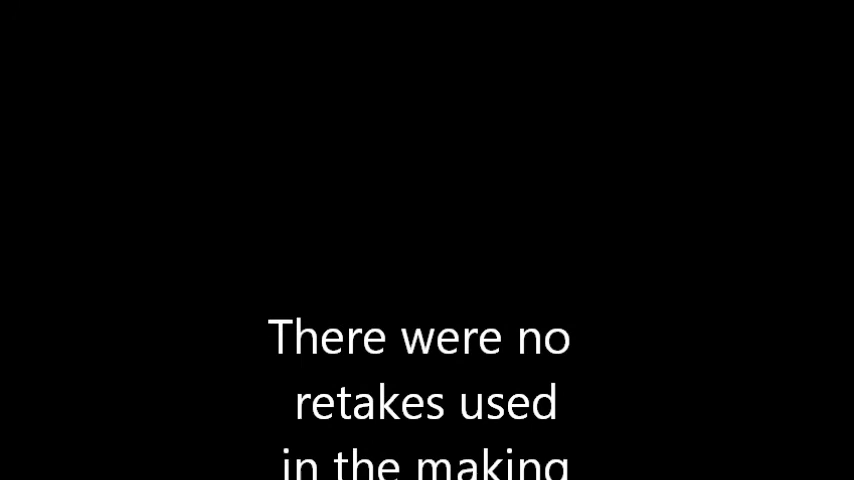 There were no
retakes used
in the making